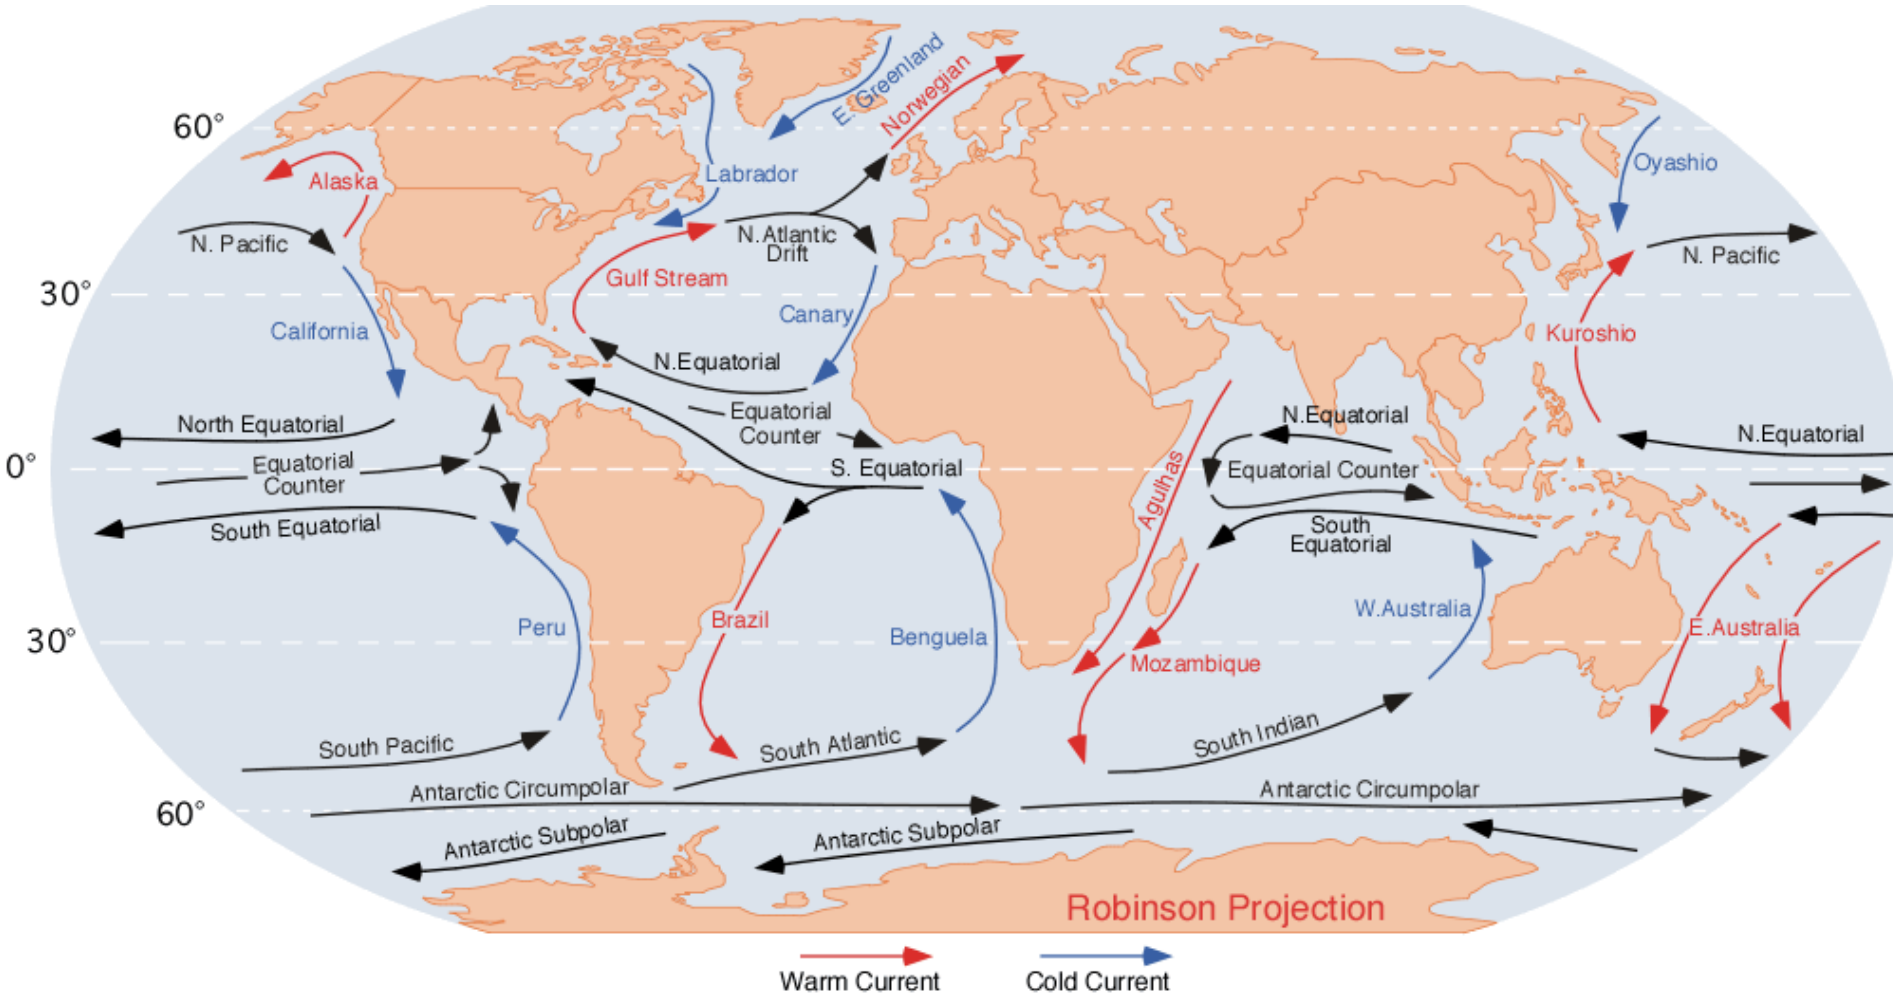 E. Greenland
Norwegian
60°
Labrador
Oyashio
Alaska
N. Pacific
N.Atlantic
Drift
N. Pacific
Gulf Stream
30°
California
Canary
Kuroshio
N.Equatorial
North Equatorial
Equatorial
Counter
N.Equatorial
N.Equatorial
0°
Equatorial
Counter
S. Equatorial
Equatorial Counter
Agulhas
South Equatorial
South
Equatorial
Peru
Brazil
Benguela
W.Australia
E.Australia
30°
Mozambique
South Pacific
South Atlantic
South Indian
Antarctic Circumpolar
Antarctic Circumpolar
60°
Antarctic Subpolar
Antarctic Subpolar
Robinson Projection
Warm Current
Cold Current